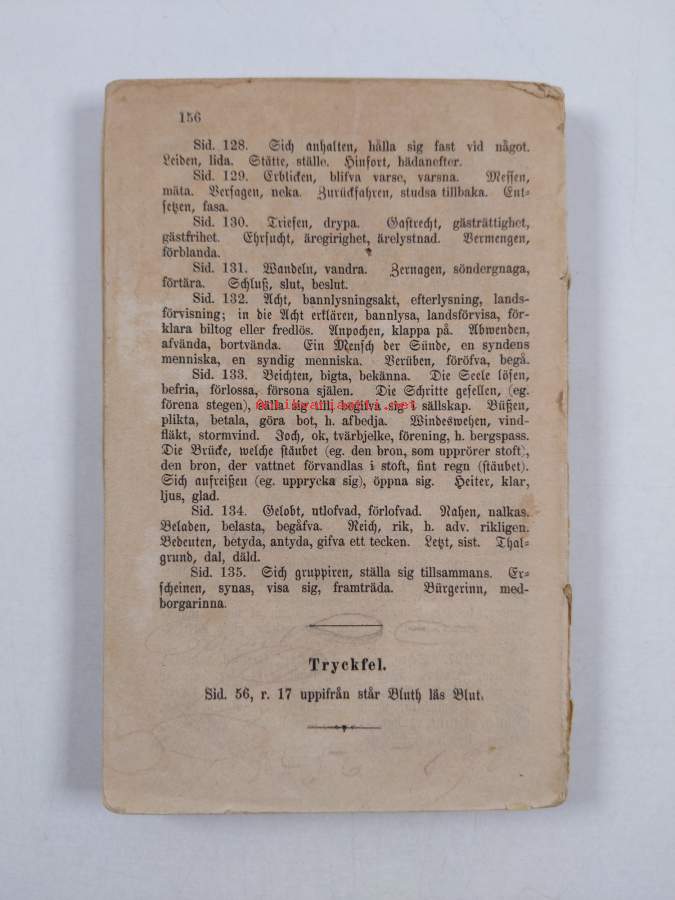 156
Sid. 128. Sich anhalten, hålla sig fast vid något.
Leiden, lida. Stätte, ställe. Hinfort, hädanefter.
Sid. 129. Erblicken, blifva varse, varsna. Messen,
mäta. Versagen, neka. Zurückfahren, studsa tillbaka. Ent-
setzen, fasa.
Sid. 130. Triefen, drypa. Gastrecht, gästrättighet,
gästfrihet. Ehrsucht, äregirighet, ärelystnad. Vermengen,
förblanda.
Sid. 131. Wandeln, vandra. Zernagen, söndergnaga,
förtära. Schluß, slut, beslut.
Sid. 132. Acht, bannlysningsakt, efterlysning, lands-
förvisning; in die Acht erklären, bannlysa, landsförvisa, för-
klara biltog eller fredlös. Anpochen, klappa på. Abwenden,
afvända, bortvända. Ein Mensch der Sünde, en syndens
menniska, en syndig menniska. Verüben, föröfva, begå.
Sid. 133. Beichten, bigta, bekänna. Die Seele lösen,
befria, förlossa, försona själen. Die Schritte gesellen, (eg.
förena stegen), sälla sig till, begifva sig i sällskap. Büßen,
plikta, betala, göra bot, h. afbedja. Windeswehen, vind-
fläkt, stormvind. Joch, ok, tvärbjelke, förening, h. bergspass.
Die Brücke, welche stäubet (eg. den bron, som upprörer stoft),
den bron, der vattnet förvandlas i stoft, fint regn (stäubet).
Sich aufreißen (eg. upprycka sig), öppna sig. Heiter, klar,
ljus, glad.
Sid. 134. Gelobt, utlofvad, förlofvad. Nahen, nalkas.
Beladen, belasta, begåfva. Reich, rik, h. adv. rikligen.
Bedeuten, betyda, antyda, gifva ett tecken. Letzt, sist. Thal-
grund, dal, däld.
Sid. 135. Sich gruppiren, ställa sig tillsammans. Er-
scheinen, synas, visa sig, framträda. Bürgerinn, med-
borgarinna.
Tryckfel.
Sid. 56, r. 17 uppifrån står Bluth läs Blut.